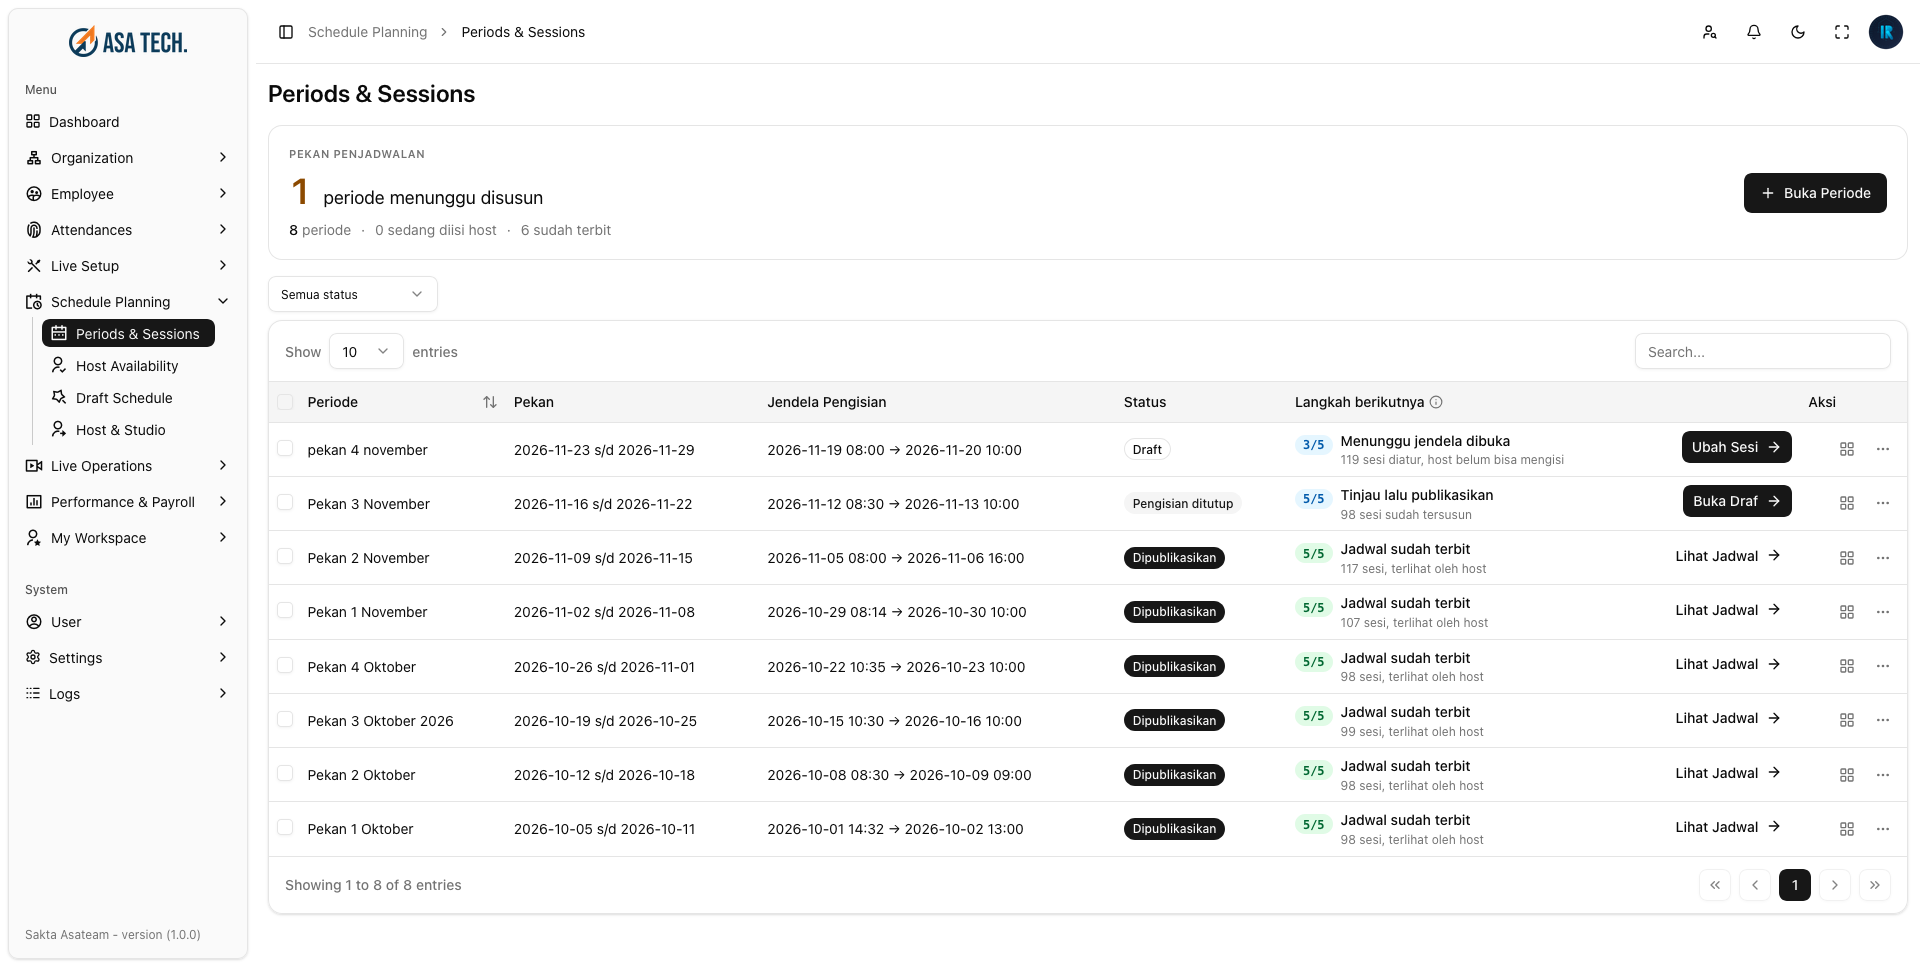 ASA TECH.
Menu
Dashboard
Organization
Employee
Attendances
Live Setup
Schedule Planning
Periods & Sessions
Host Availability
Draft Schedule
Host & Studio
Live Operations
Performance & Payroll
My Workspace
System
User
Settings
Logs
Sakta Asateam - version (1.0.0)
Schedule Planning > Periods & Sessions
Periods & Sessions
PEKAN PENJADWALAN
1 periode menunggu disusun
8 periode · 0 sedang diisi host · 6 sudah terbit
+ Buka Periode
Semua status
Show 10 entries
Search...
Periode Pekan Jendela Pengisian Status Langkah berikutnya Aksi
pekan 4 november 2026-11-23 s/d 2026-11-29 2026-11-19 08:00 → 2026-11-20 10:00 Draft 3/5 Menunggu jendela dibuka Ubah Sesi →
119 sesi diatur, host belum bisa mengisi
Pekan 3 November 2026-11-16 s/d 2026-11-22 2026-11-12 08:30 → 2026-11-13 10:00 Pengisian ditutup 5/5 Tinjau lalu publikasikan Buka Draf →
98 sesi sudah tersusun
Pekan 2 November 2026-11-09 s/d 2026-11-15 2026-11-05 08:00 → 2026-11-06 16:00 Dipublikasikan 5/5 Jadwal sudah terbit Lihat Jadwal →
117 sesi, terlihat oleh host
Pekan 1 November 2026-11-02 s/d 2026-11-08 2026-10-29 08:14 → 2026-10-30 10:00 Dipublikasikan 5/5 Jadwal sudah terbit Lihat Jadwal →
107 sesi, terlihat oleh host
Pekan 4 Oktober 2026-10-26 s/d 2026-11-01 2026-10-22 10:35 → 2026-10-23 10:00 Dipublikasikan 5/5 Jadwal sudah terbit Lihat Jadwal →
98 sesi, terlihat oleh host
Pekan 3 Oktober 2026 2026-10-19 s/d 2026-10-25 2026-10-15 10:30 → 2026-10-16 10:00 Dipublikasikan 5/5 Jadwal sudah terbit Lihat Jadwal →
99 sesi, terlihat oleh host
Pekan 2 Oktober 2026-10-12 s/d 2026-10-18 2026-10-08 08:30 → 2026-10-09 09:00 Dipublikasikan 5/5 Jadwal sudah terbit Lihat Jadwal →
98 sesi, terlihat oleh host
Pekan 1 Oktober 2026-10-05 s/d 2026-10-11 2026-10-01 14:32 → 2026-10-02 13:00 Dipublikasikan 5/5 Jadwal sudah terbit Lihat Jadwal →
98 sesi, terlihat oleh host
Showing 1 to 8 of 8 entries
« ‹ 1 › »